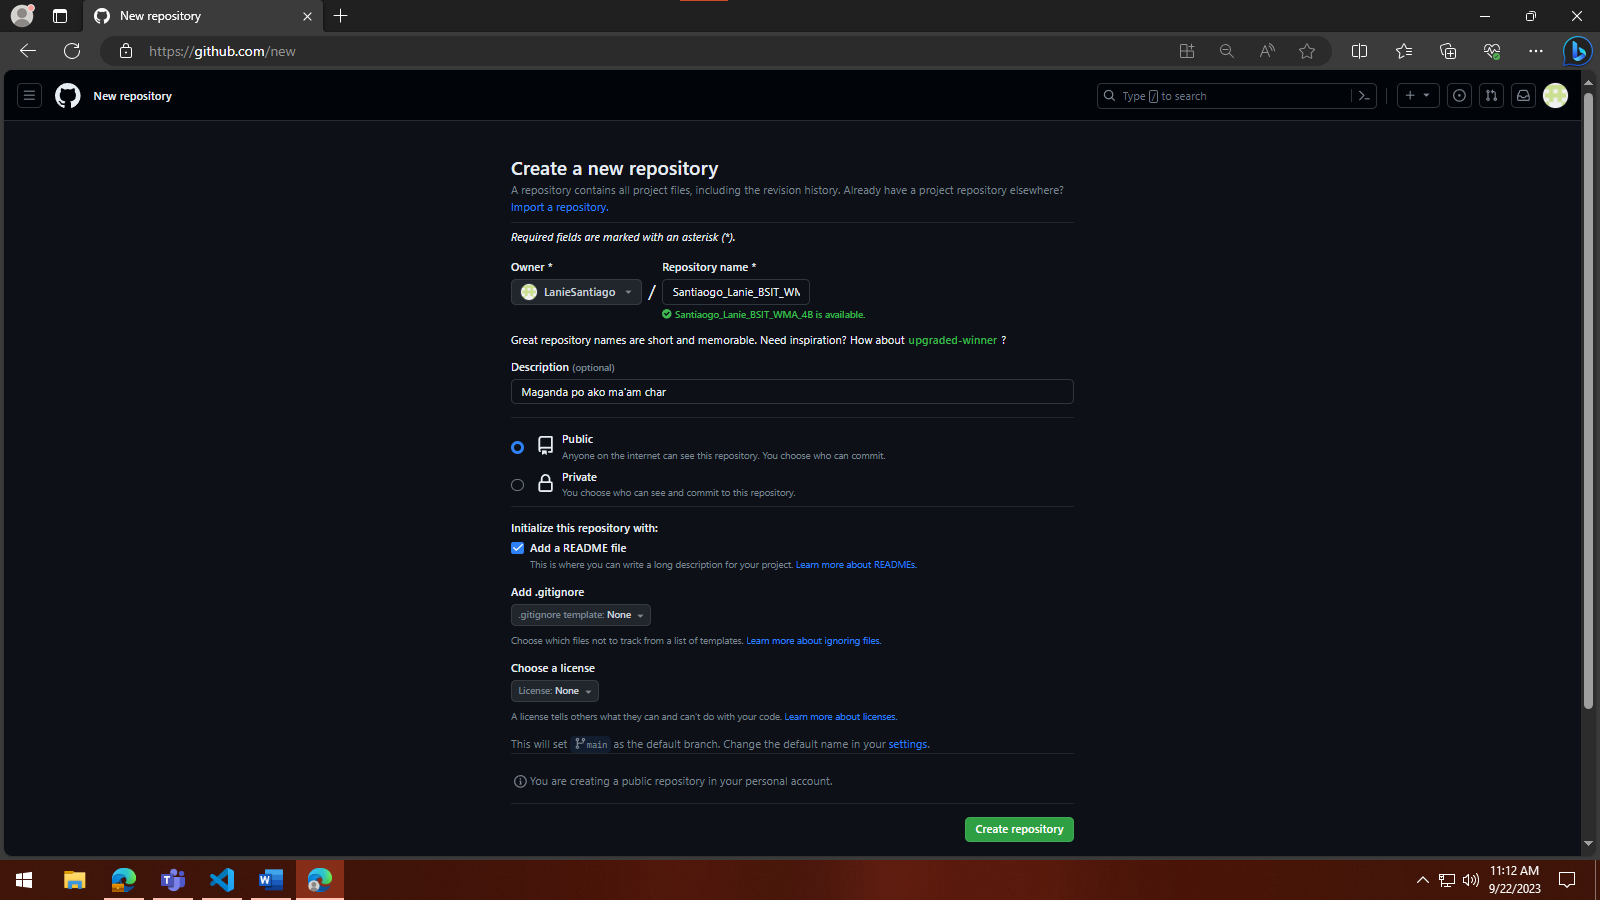 New repository
https://github.com/new
New repository
Type / to search
Create a new repository
A repository contains all project files, including the revision history. Already have a project repository elsewhere?
Import a repository.
Required fields are marked with an asterisk (*).
Owner * Repository name *
LanieSantiago / Santiaogo_Lanie_BSIT_WM
Santiaogo_Lanie_BSIT_WMA_4B is available.
Great repository names are short and memorable. Need inspiration? How about upgraded-winner ?
Description (optional)
Maganda po ako ma'am char
Public
Anyone on the internet can see this repository. You choose who can commit.
Private
You choose who can see and commit to this repository.
Initialize this repository with:
Add a README file
This is where you can write a long description for your project. Learn more about READMEs.
Add .gitignore
.gitignore template: None
Choose which files not to track from a list of templates. Learn more about ignoring files.
Choose a license
License: None
A license tells others what they can and can't do with your code. Learn more about licenses.
This will set main as the default branch. Change the default name in your settings.
You are creating a public repository in your personal account.
Create repository
11:12 AM
9/22/2023